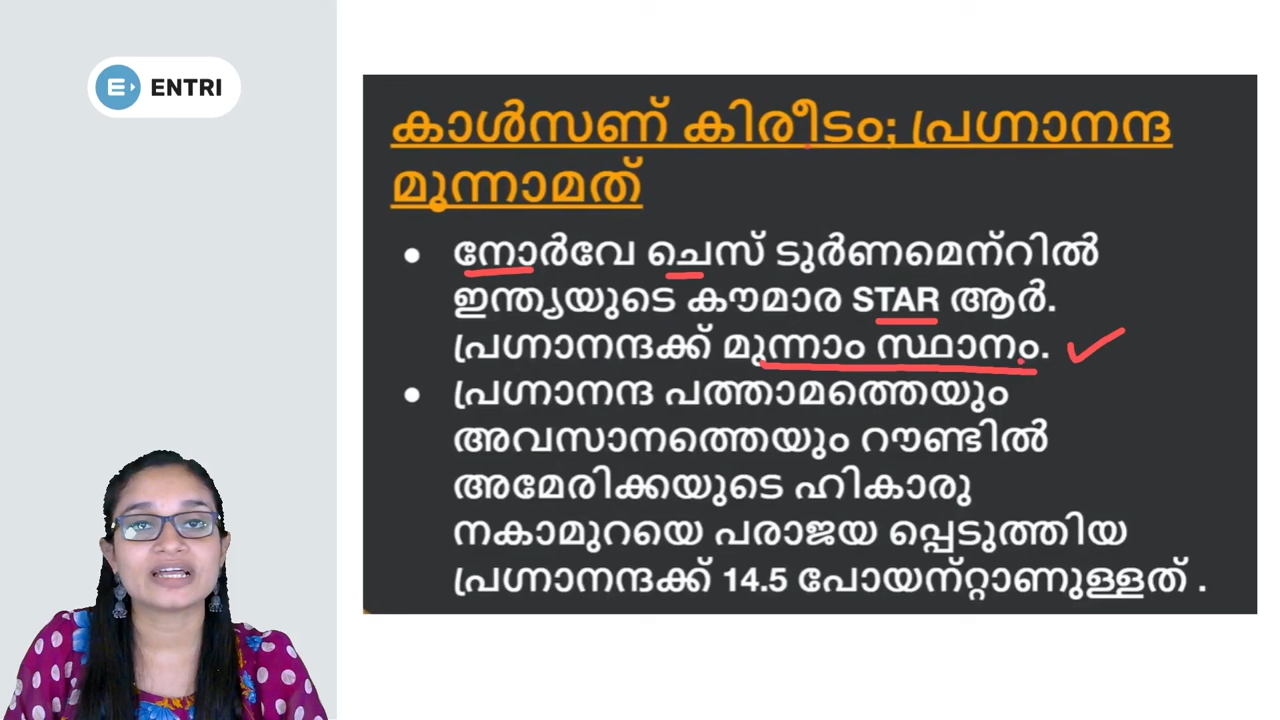 ENTRI
കാൾസണ് കിരീടം; പ്രഗ്നാനന്ദ
മൂന്നാമത്
• നോർവേ ചെസ് ടുർണമെന്റിൽ
ഇന്ത്യയുടെ കൗമാര STAR ആർ.
പ്രഗ്നാനന്ദക്ക് മുന്നാം സ്ഥാനം.
• പ്രഗ്നാനന്ദ പത്താമത്തെയും
അവസാനത്തെയും റൗണ്ടിൽ
അമേരിക്കയുടെ ഹികാരു
നകാമുറയെ പരാജയ പ്പെടുത്തിയ
പ്രഗ്നാനന്ദക്ക് 14.5 പോയന്റ്റാണുള്ളത് .